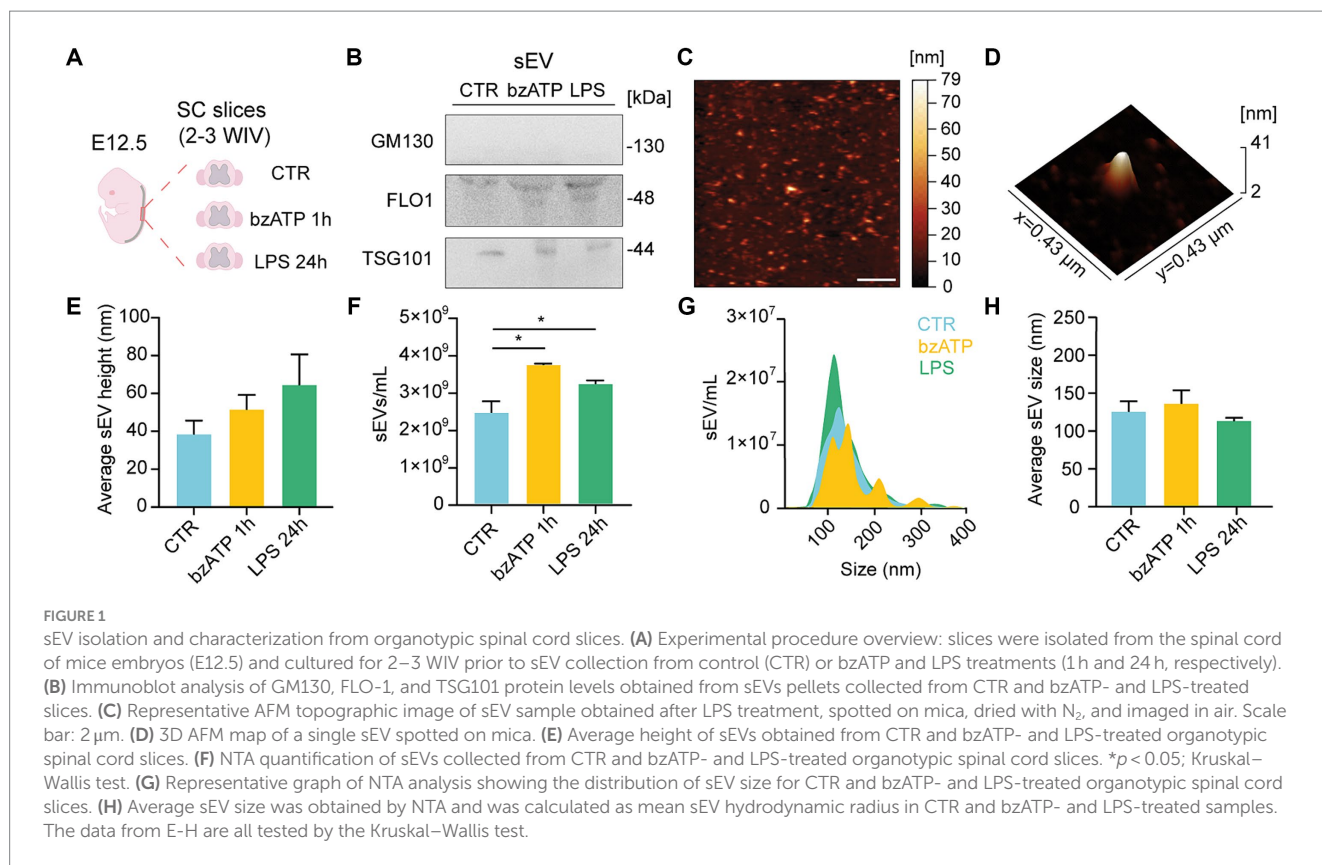 A
E12.5
SC slices
(2-3 WIV)
CTR
bzATP 1h
LPS 24h
B
sEV
CTR bzATP LPS
[kDa]
GM130
-130
FLO1
-48
TSG101
-44
C
[nm]
79
70
60
50
40
30
20
10
0
D
[nm]
41
2
x=0.43 µm
y=0.43 µm
E
Average sEV height (nm)
100
80
60
40
20
0
CTR
bzATP 1h
LPS 24h
F
sEVs/mL
5×10⁹
4×10⁹
3×10⁹
2×10⁹
1×10⁹
0
*
*
CTR
bzATP 1h
LPS 24h
G
sEV/mL
3×10⁷
2×10⁷
1×10⁷
0
CTR
bzATP
LPS
100
200
300
400
Size (nm)
H
Average sEV size (nm)
250
200
150
100
50
0
CTR
bzATP 1h
LPS 24h
FIGURE 1
sEV isolation and characterization from organotypic spinal cord slices. (A) Experimental procedure overview: slices were isolated from the spinal cord
of mice embryos (E12.5) and cultured for 2–3 WIV prior to sEV collection from control (CTR) or bzATP and LPS treatments (1 h and 24 h, respectively).
(B) Immunoblot analysis of GM130, FLO-1, and TSG101 protein levels obtained from sEVs pellets collected from CTR and bzATP- and LPS-treated
slices. (C) Representative AFM topographic image of sEV sample obtained after LPS treatment, spotted on mica, dried with N₂, and imaged in air. Scale
bar: 2 µm. (D) 3D AFM map of a single sEV spotted on mica. (E) Average height of sEVs obtained from CTR and bzATP- and LPS-treated organotypic
spinal cord slices. (F) NTA quantification of sEVs collected from CTR and bzATP- and LPS-treated organotypic spinal cord slices. *p < 0.05; Kruskal–
Wallis test. (G) Representative graph of NTA analysis showing the distribution of sEV size for CTR and bzATP- and LPS-treated organotypic spinal cord
slices. (H) Average sEV size was obtained by NTA and was calculated as mean sEV hydrodynamic radius in CTR and bzATP- and LPS-treated samples.
The data from E-H are all tested by the Kruskal–Wallis test.